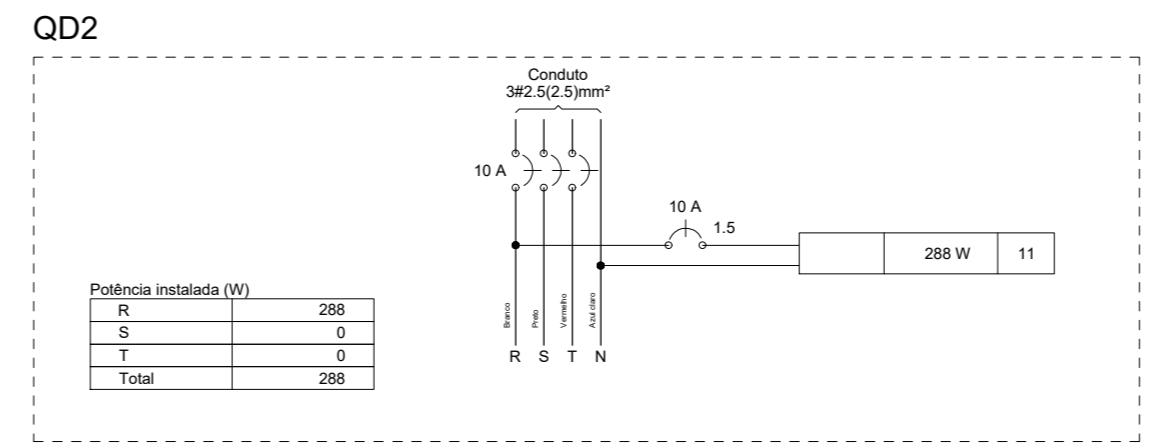 QD2
Conduto
3#2.5(2.5)mm²
10 A
10 A
1.5
288 W 11
Potência instalada (W)
R 288
S 0
T 0
Total 288
Branco
Preto
Vermelho
Azul claro
R S T N